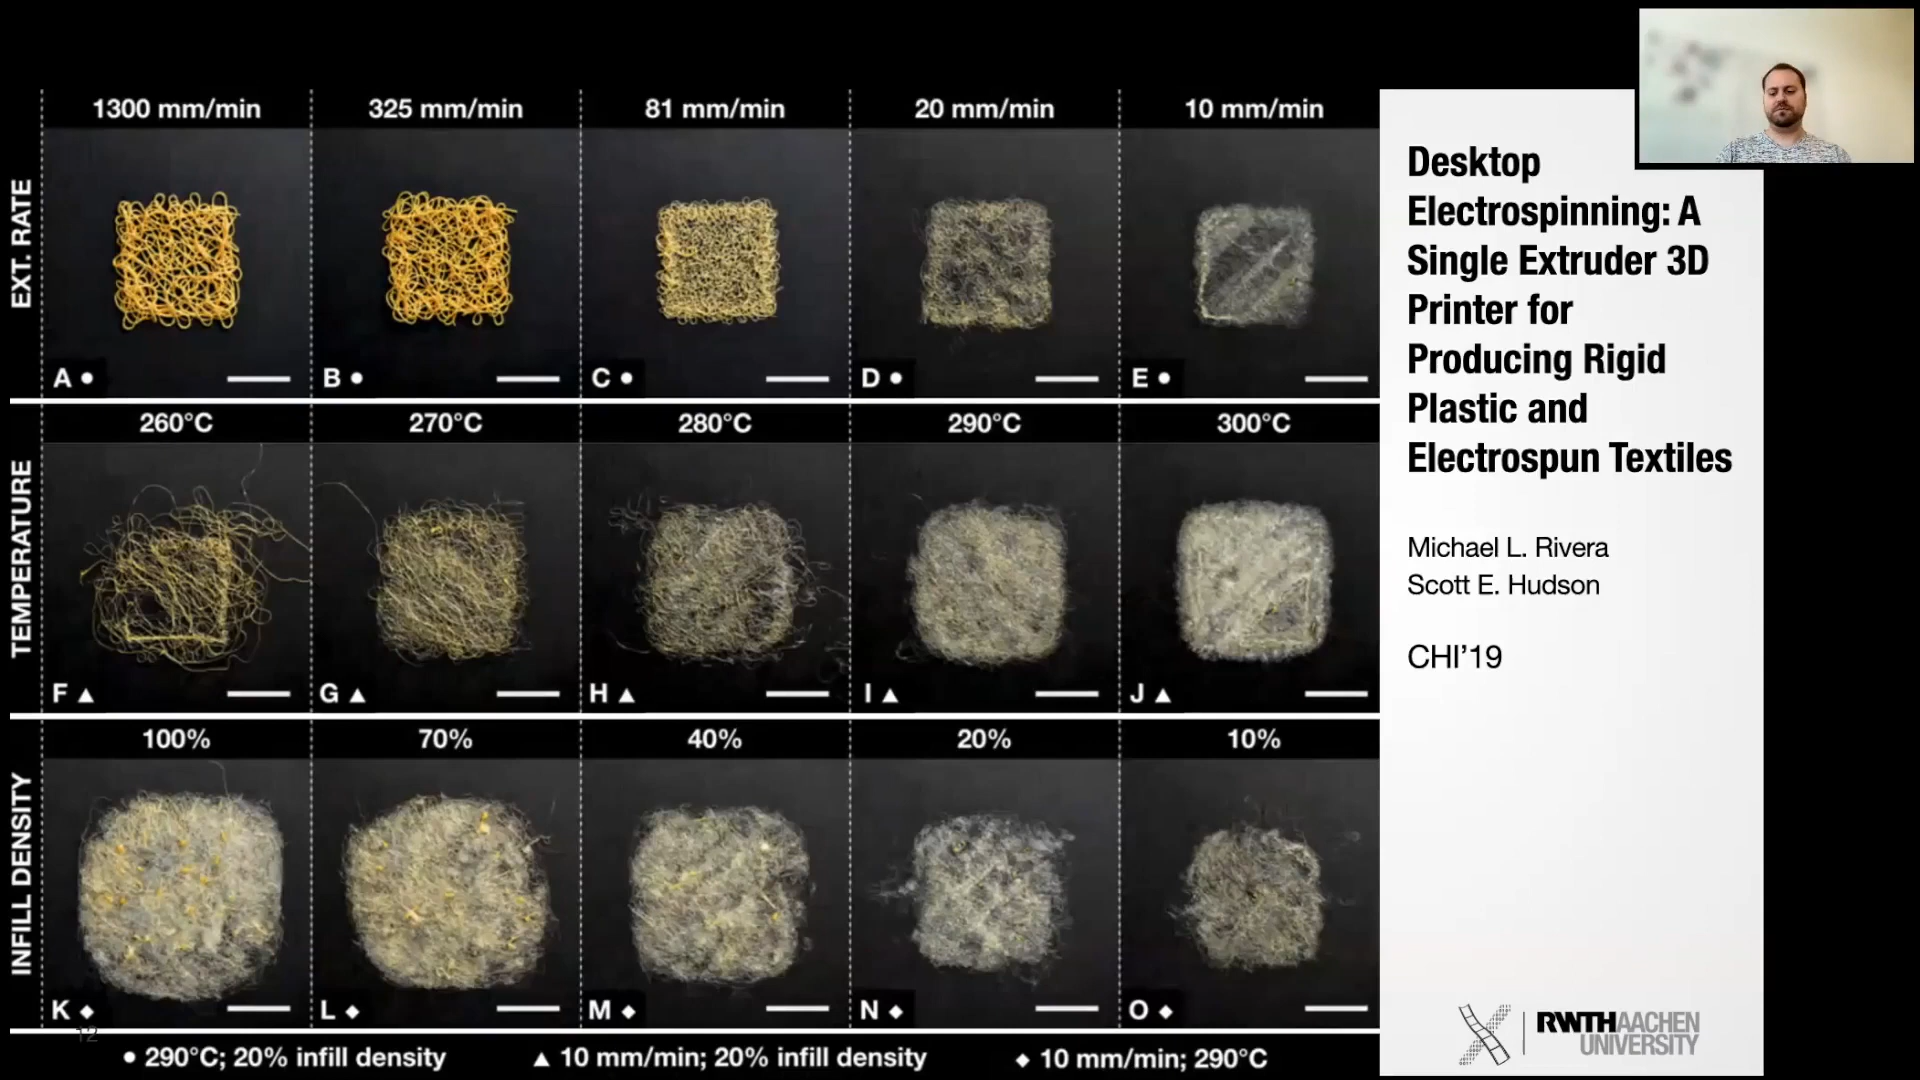 EXT. RATE
1300 mm/min
325 mm/min
81 mm/min
20 mm/min
10 mm/min
A ●
B ●
C ●
D ●
E ●
TEMPERATURE
260°C
270°C
280°C
290°C
300°C
F ▲
G ▲
H ▲
I ▲
J ▲
INFILL DENSITY
100%
70%
40%
20%
10%
K ◆
L ◆
M ◆
N ◆
O ◆
12
● 290°C; 20% infill density
▲ 10 mm/min; 20% infill density
◆ 10 mm/min; 290°C
Desktop
Electrospinning: A
Single Extruder 3D
Printer for
Producing Rigid
Plastic and
Electrospun Textiles
Michael L. Rivera
Scott E. Hudson
CHI’19
RWTH AACHEN
UNIVERSITY